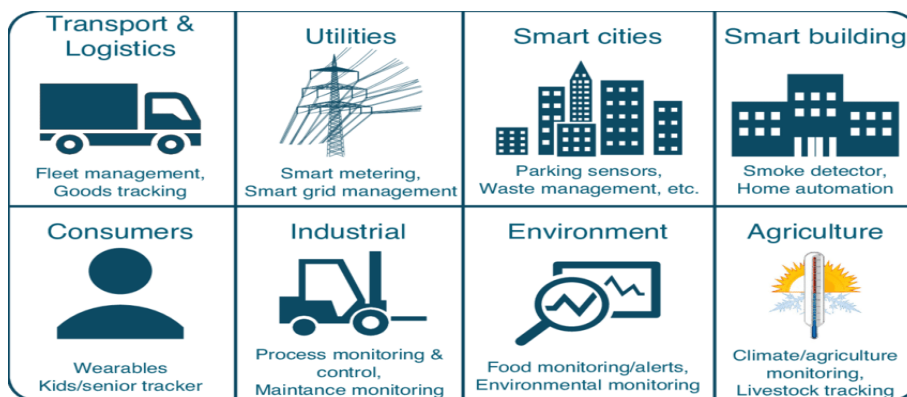 Transport &
Logistics
Fleet management,
Goods tracking
Utilities
Smart metering,
Smart grid management
Smart cities
Parking sensors,
Waste management, etc.
Smart building
Smoke detector,
Home automation
Consumers
Wearables
Kids/senior tracker
Industrial
Process monitoring &
control,
Maintance monitoring
Environment
Food monitoring/alerts,
Environmental monitoring
Agriculture
Climate/agriculture
monitoring,
Livestock tracking